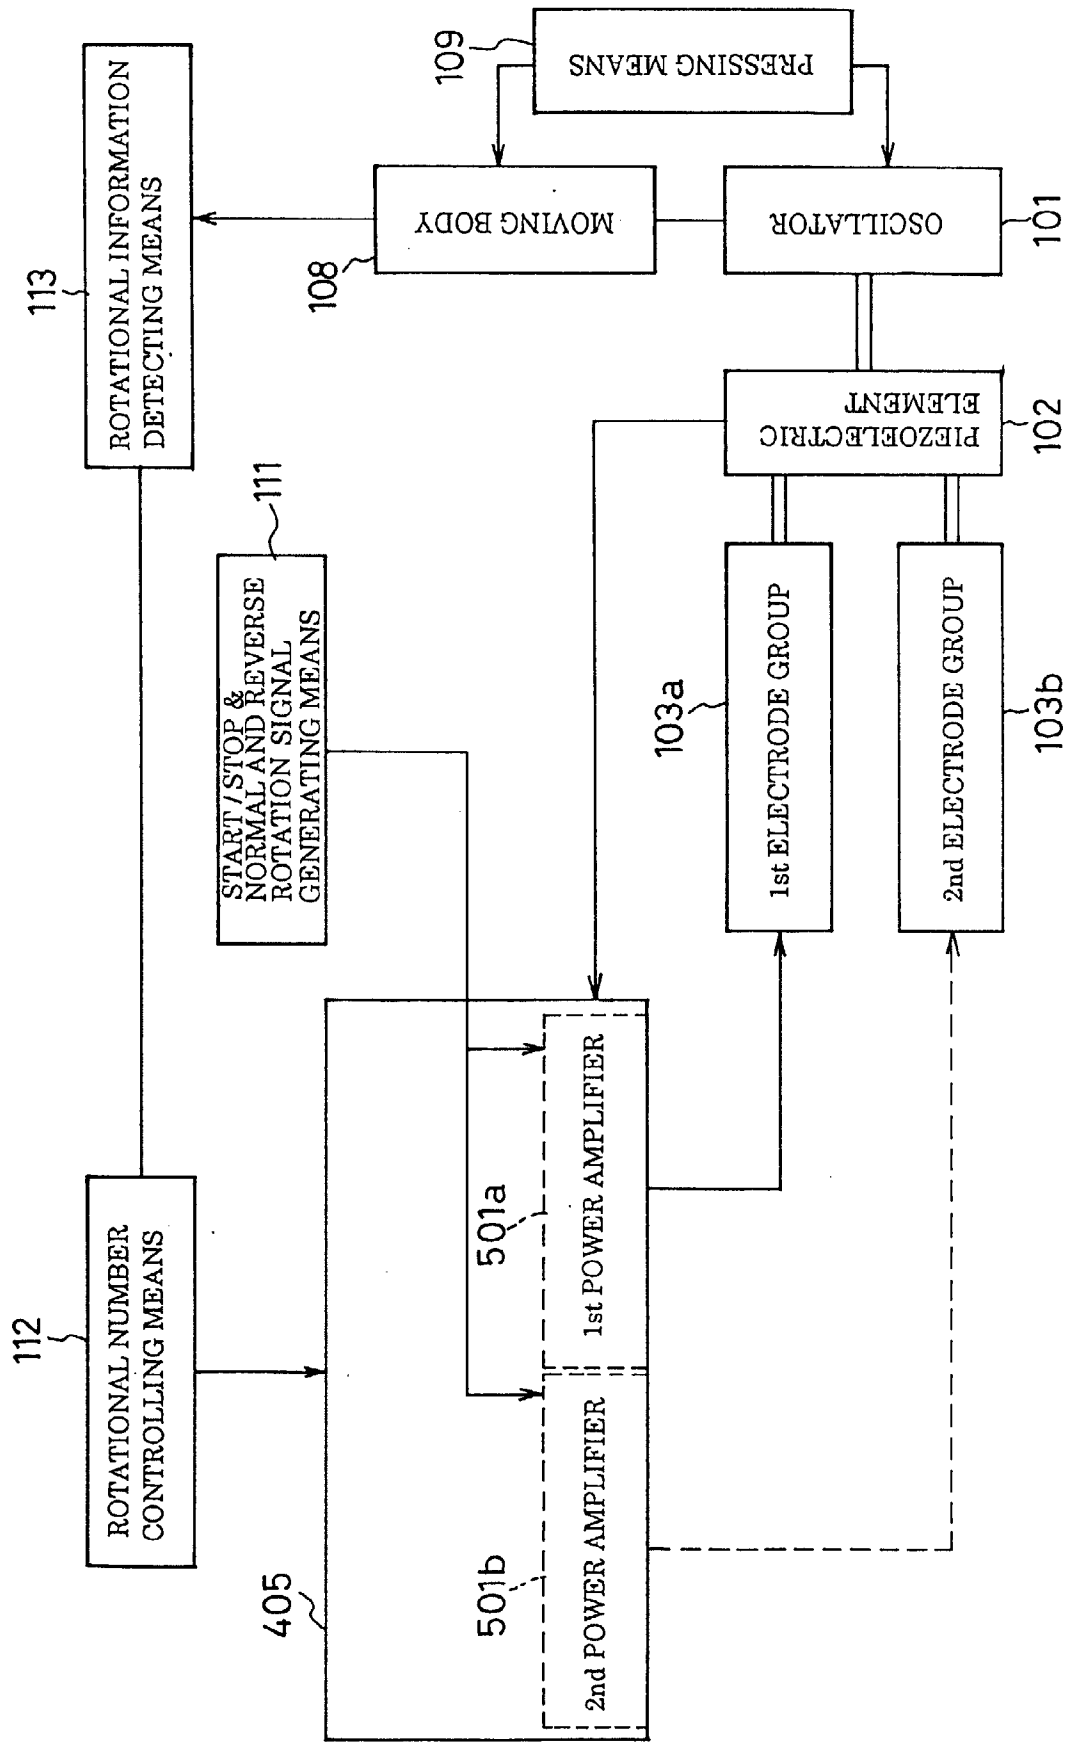 112
ROTATIONAL NUMBER
CONTROLLING MEANS
113
ROTATIONAL INFORMATION
DETECTING MEANS
111
START/STOP &
NORMAL AND REVERSE
ROTATION SIGNAL
GENERATING MEANS
405
501b
2nd POWER AMPLIFIER
501a
1st POWER AMPLIFIER
108
MOVING BODY
109
PRESSING MEANS
103a
1st ELECTRODE GROUP
PIEZOELECTRIC
ELEMENT
102
OSCILLATOR
101
2nd ELECTRODE GROUP
103b